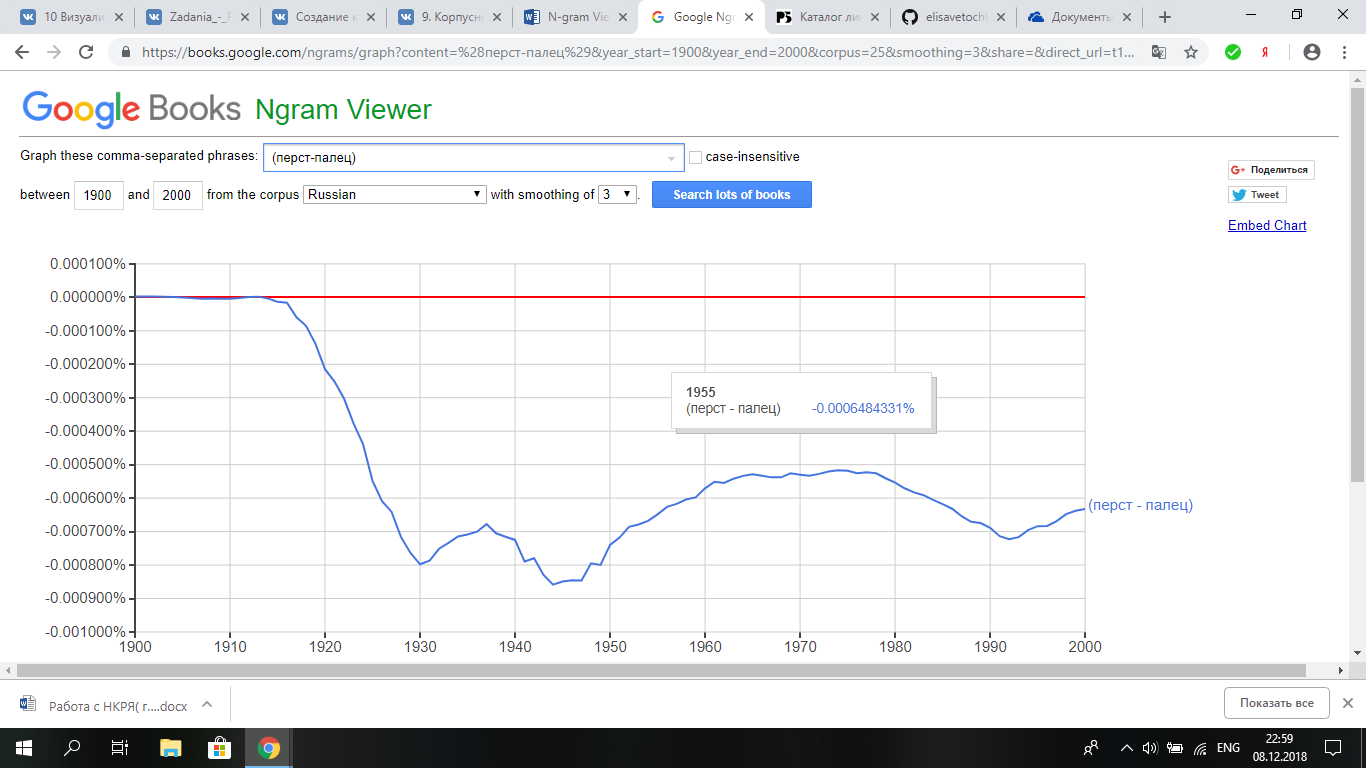 10 Визуали
Zadania_-_F
Создание к
9. Корпусны
N-gram Vie
Google Ngr
Каталог ли
elisavetochk
Документы
https://books.google.com/ngrams/graph?content=%28перст-палец%29&year_start=1900&year_end=2000&corpus=25&smoothing=3&share=&direct_url=t1...
Google Books Ngram Viewer
Graph these comma-separated phrases: (перст-палец) case-insensitive
between 1900 and 2000 from the corpus Russian with smoothing of 3 . Search lots of books
G+ Поделиться
Tweet
Embed Chart
0.000100%
0.000000%
-0.000100%
-0.000200%
-0.000300%
-0.000400%
-0.000500%
-0.000600%
-0.000700%
-0.000800%
-0.000900%
-0.001000%
1955
(перст - палец) -0.0006484331%
(перст - палец)
1900 1910 1920 1930 1940 1950 1960 1970 1980 1990 2000
Работа с НКРЯ( г....docx
Показать все
ENG
22:59
08.12.2018